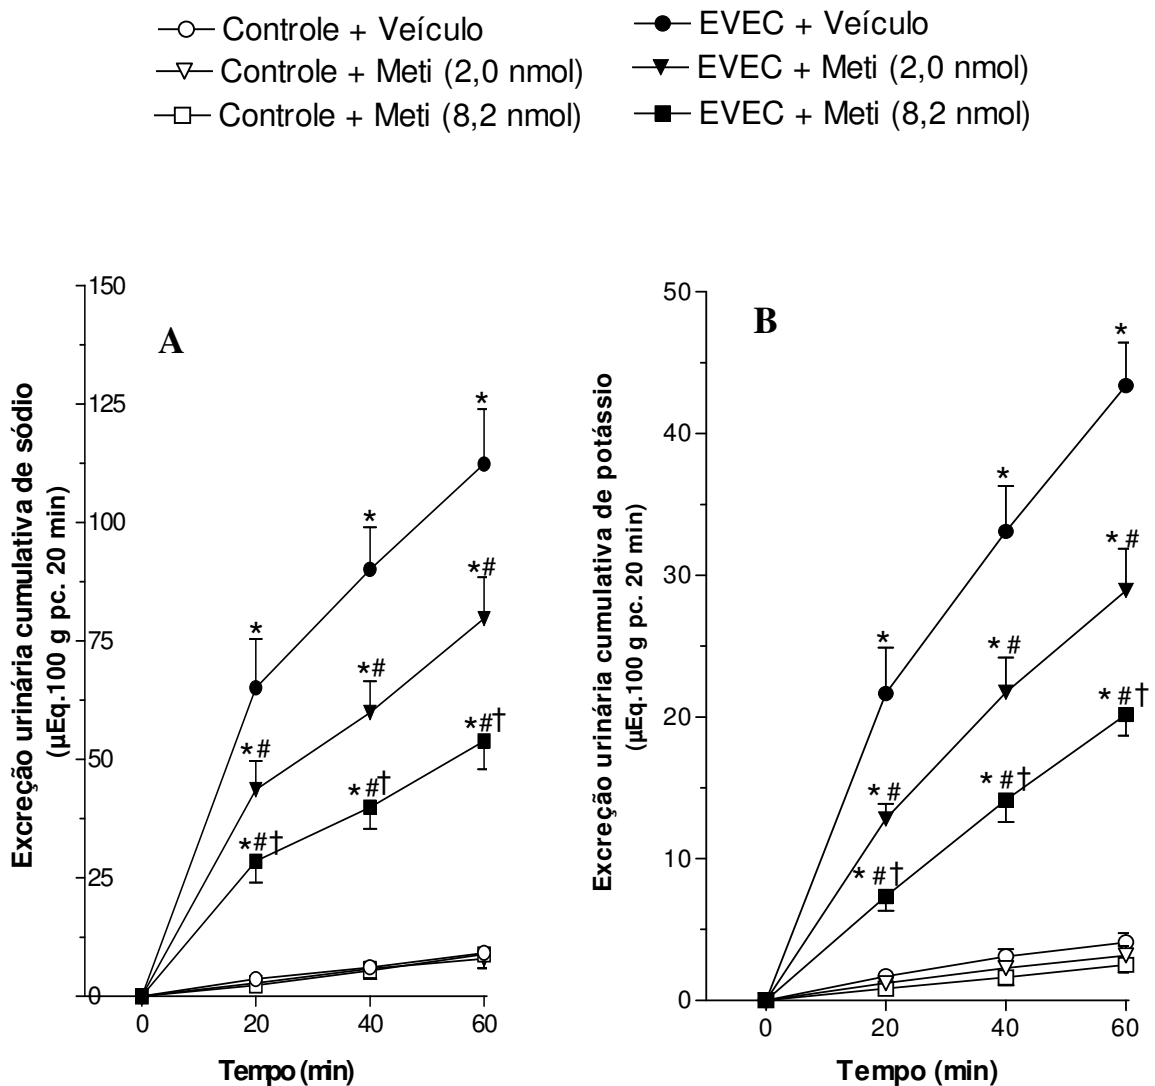 Controle + Veículo
Controle + Meti (2,0 nmol)
Controle + Meti (8,2 nmol)
EVEC + Veículo
EVEC + Meti (2,0 nmol)
EVEC + Meti (8,2 nmol)
A
Excreção urinária cumulativa de sódio
(µEq.100 g pc. 20 min)
150
125
100
75
50
25
0
*
*
*
*#
*#
*#
*#†
*#†
*#†
0 20 40 60
Tempo (min)
B
Excreção urinária cumulativa de potássio
(µEq.100 g pc. 20 min)
50
40
30
20
10
0
*
*
*
* #
* #
* #
* #†
* #†
* #†
0 20 40 60
Tempo (min)